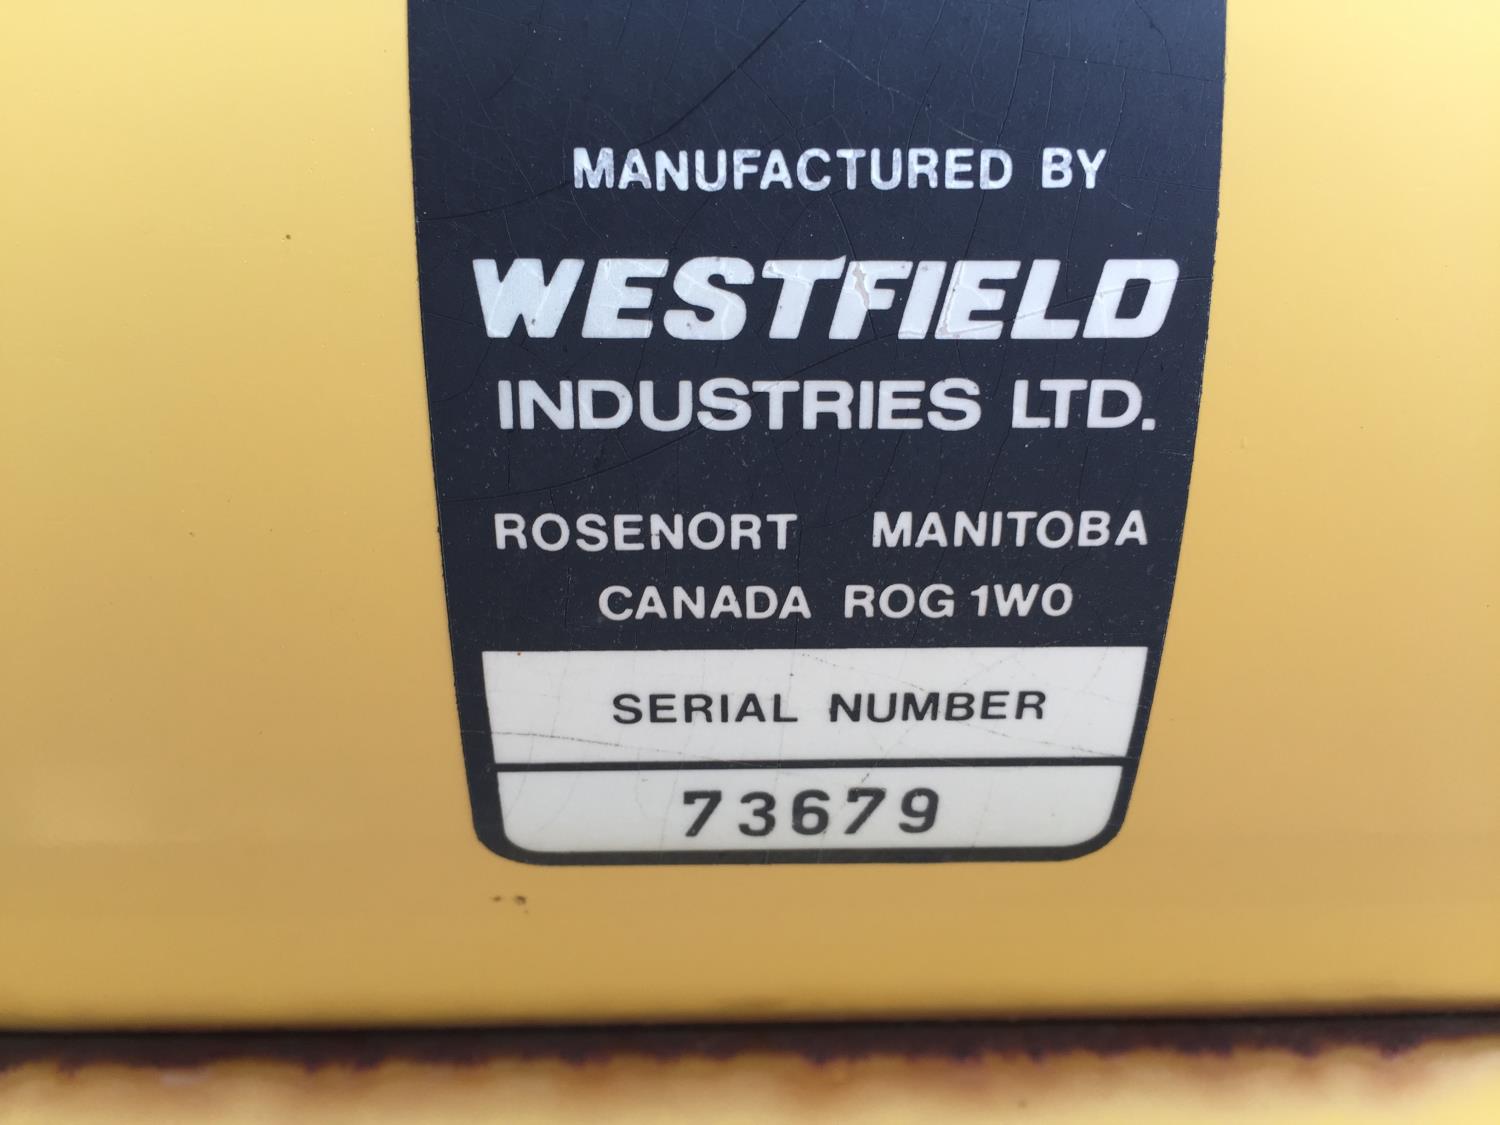 MANUFACTURED BY
WESTFIELD
INDUSTRIES LTD.
ROSENORT MANITOBA
CANADA ROG 1WO
SERIAL NUMBER
73679